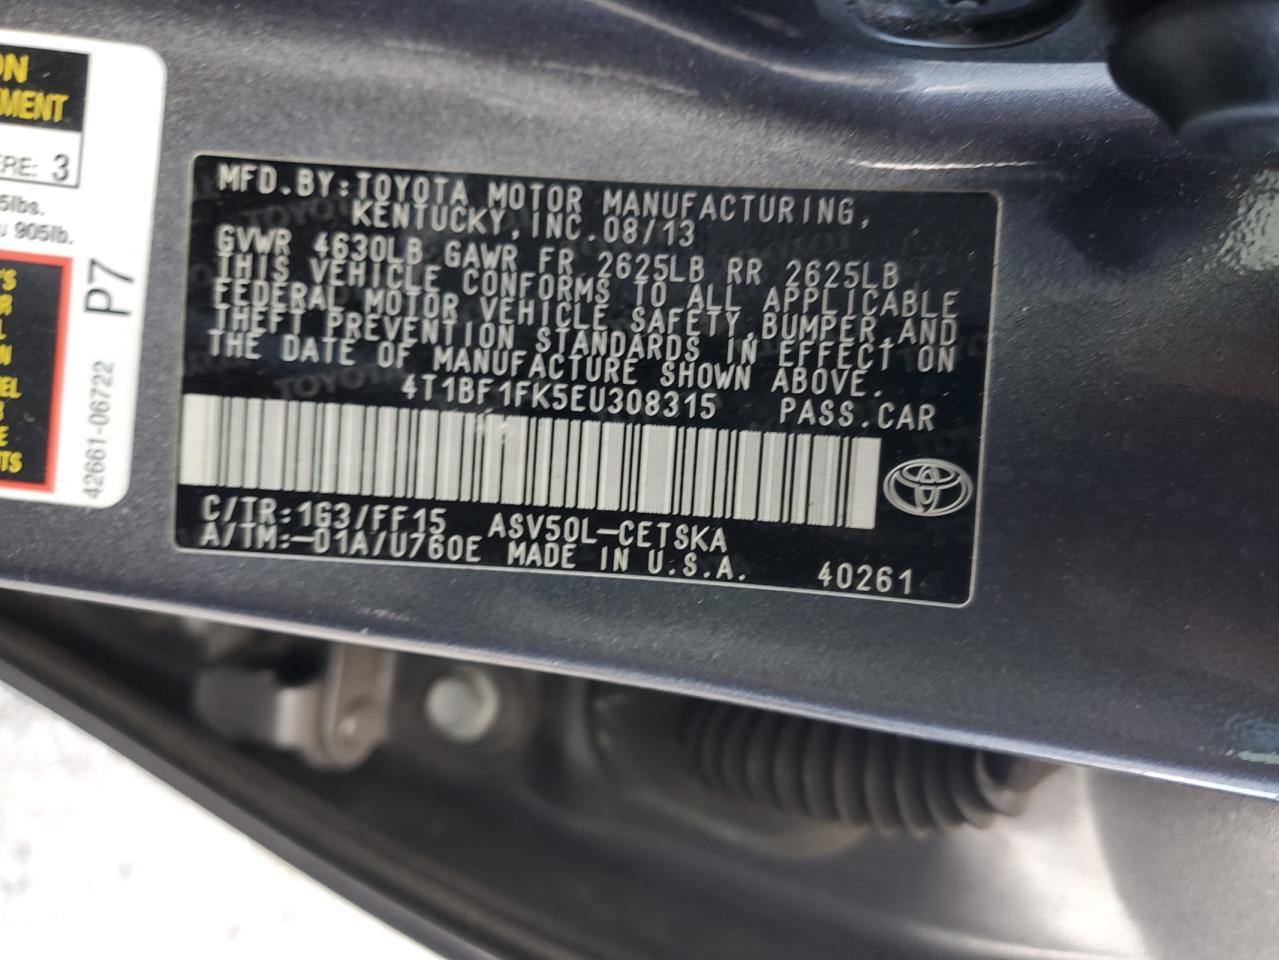 ON
MENT
ERE: 3
5lbs.
905lb.
P7
42661-06722
MFD.BY:TOYOTA MOTOR MANUFACTURING,
KENTUCKY,INC.08/13
GVWR 4630LB GAWR FR 2625LB RR 2625LB
THIS VEHICLE CONFORMS TO ALL APPLICABLE
FEDERAL MOTOR VEHICLE SAFETY,BUMPER,AND
THEFT PREVENTION STANDARDS IN EFFECT ON
THE DATE OF MANUFACTURE SHOWN ABOVE.
4T1BF1FK5EU308315 PASS.CAR
C/TR:163/FF15 ASV50L-CETSKA
A/TM:-01A/U760E MADE IN U.S.A. 40261